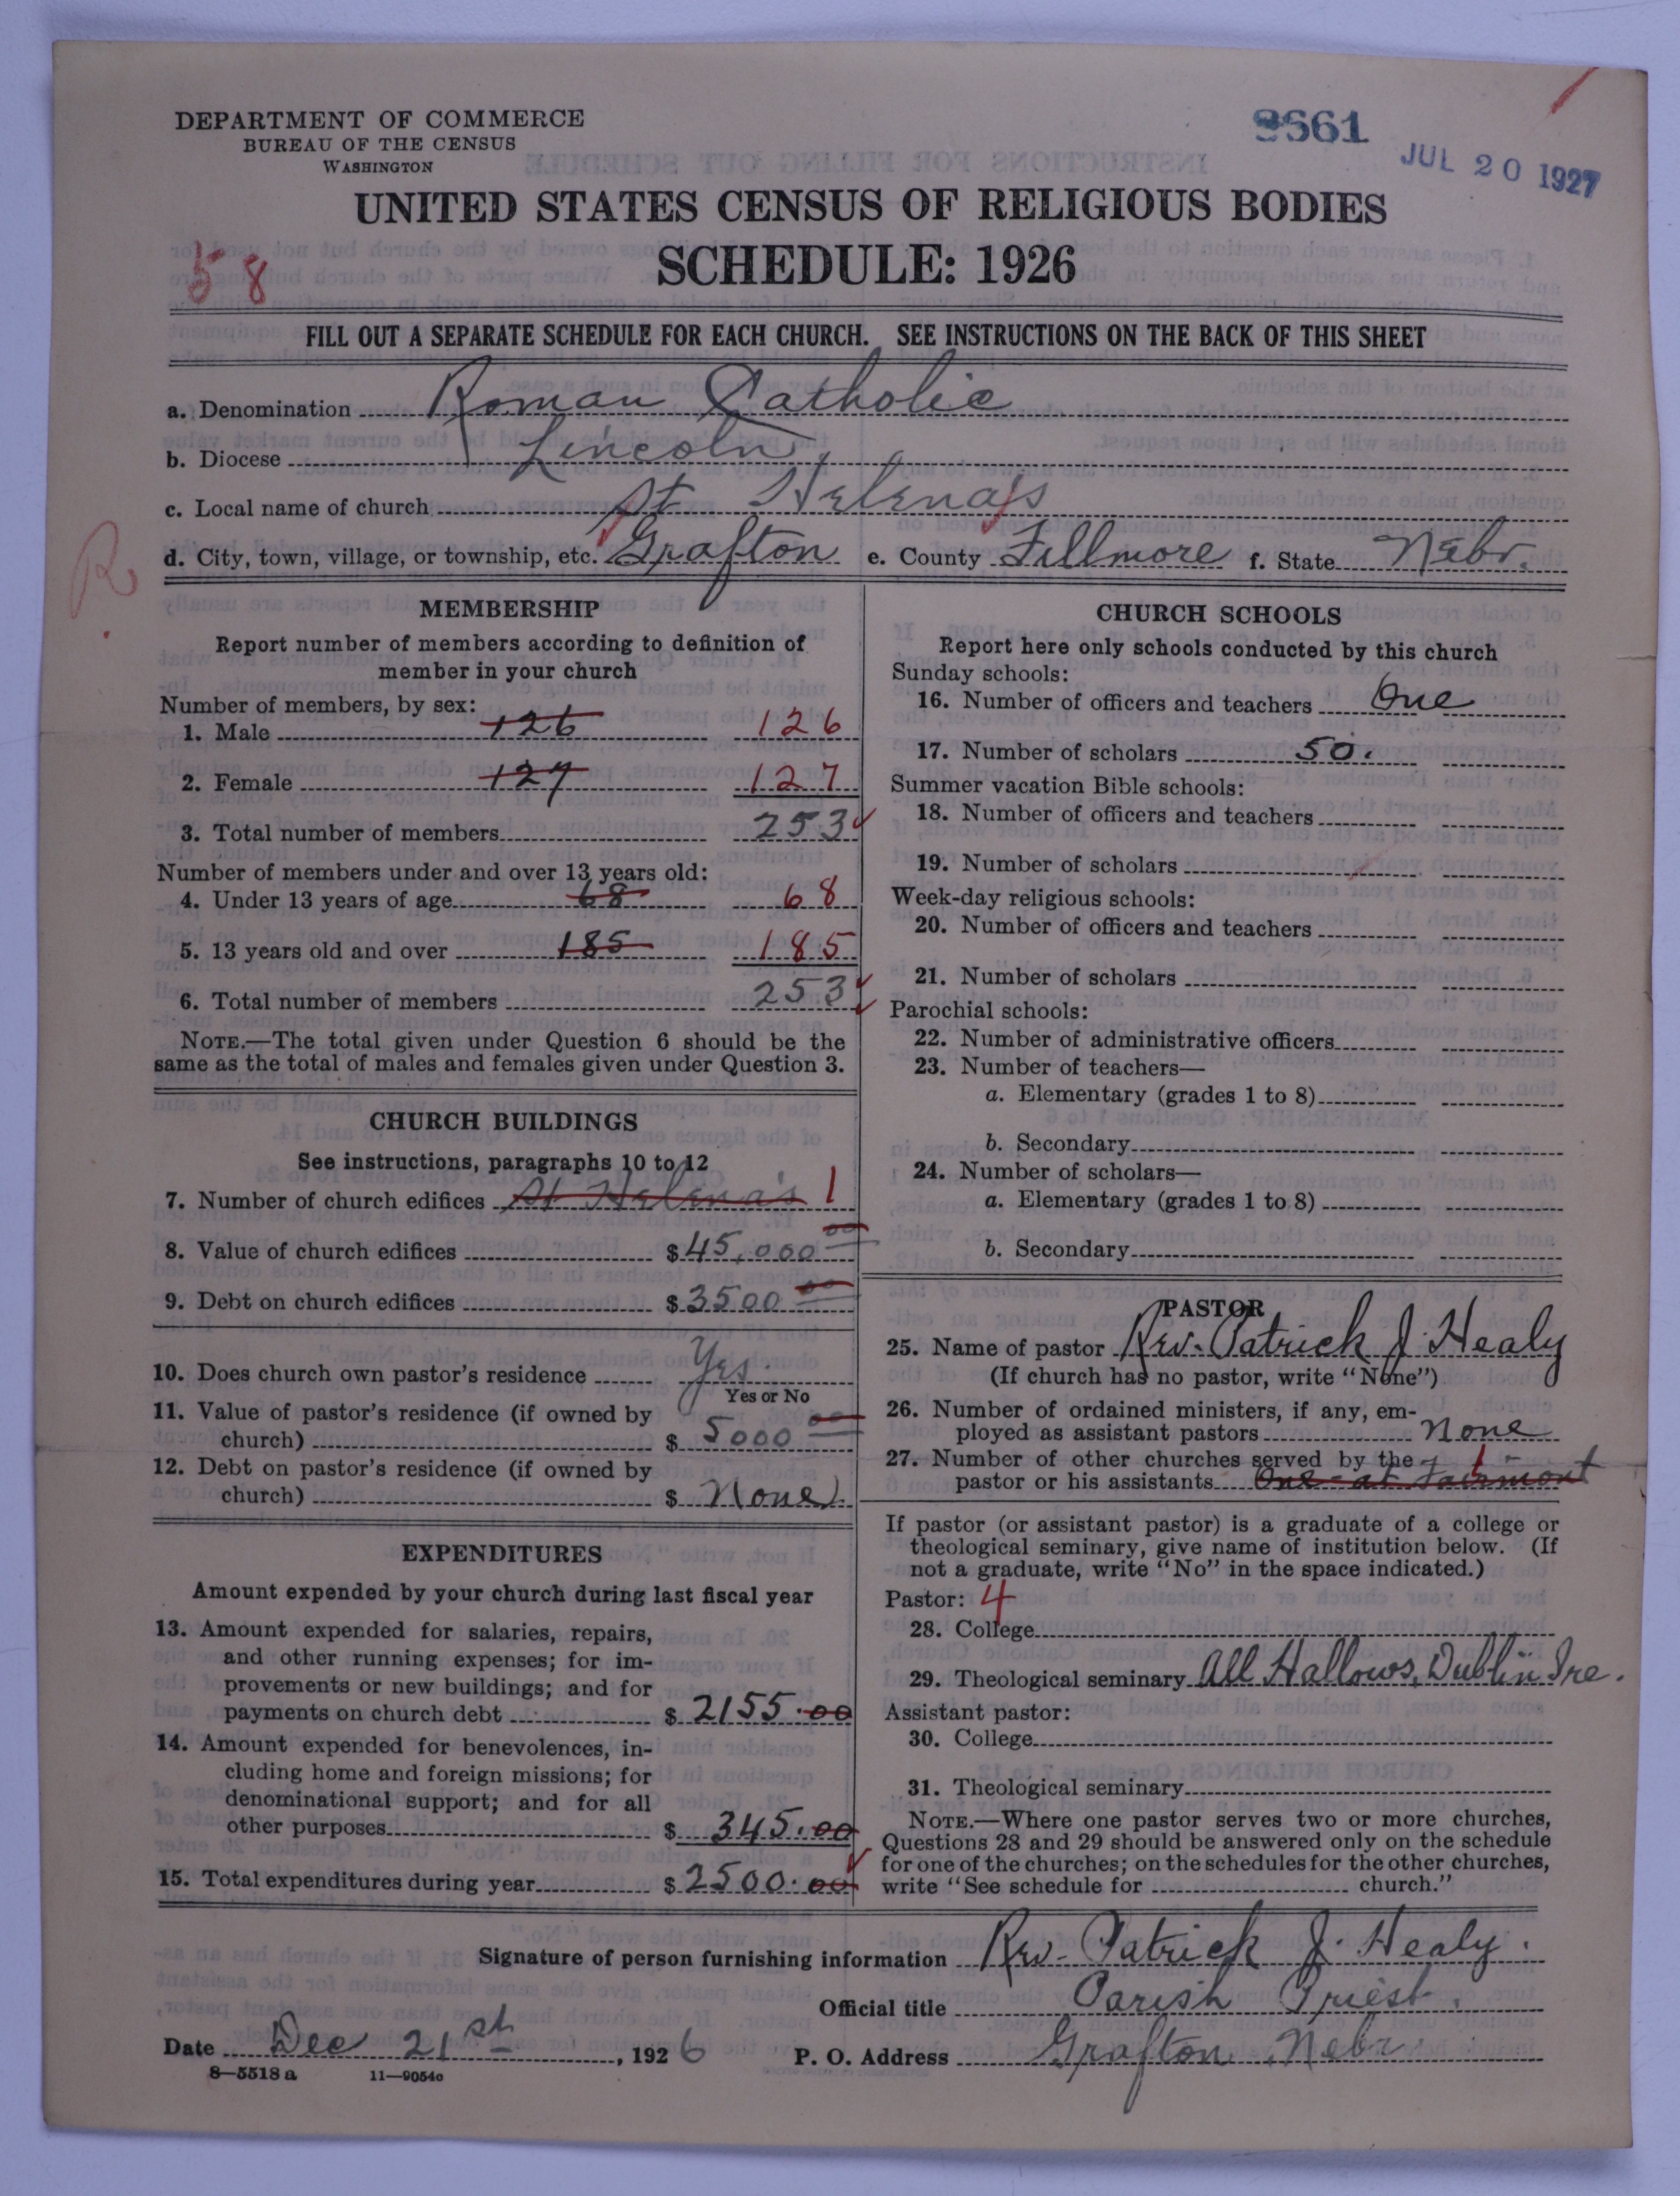 DEPARTMENT OF COMMERCE
BUREAU OF THE CENSUS
WASHINGTON
JUL 20 1927
UNITED STATES CENSUS OF RELIGIOUS BODIES
SCHEDULE: 1926
58
FILL OUT A SEPARATE SCHEDULE FOR EACH CHURCH. SEE INSTRUCTIONS ON THE BACK OF THIS SHEET
a. Denomination Roman Catholic
b. Diocese Lincoln
c. Local name of church St Helena's
d. City, town, village, or township, etc. Grafton e. County Fillmore f. State Nebr.
R
MEMBERSHIP
Report number of members according to definition of
member in your church
Number of members, by sex:
1. Male 126 126
2. Female 127 127
3. Total number of members 253
Number of members under and over 13 years old:
4. Under 13 years of age 68 68
5. 13 years old and over 185 185
6. Total number of members 253
NOTE.—The total given under Question 6 should be the
same as the total of males and females given under Question 3.
CHURCH BUILDINGS
See instructions, paragraphs 10 to 12
7. Number of church edifices St Helena's 1
8. Value of church edifices $45,000 00
9. Debt on church edifices $3500 00
10. Does church own pastor's residence Yes.
Yes or No
11. Value of pastor's residence (if owned by
church) $ 5000 00
12. Debt on pastor's residence (if owned by
church) $ None
EXPENDITURES
Amount expended by your church during last fiscal year
13. Amount expended for salaries, repairs,
and other running expenses; for im-
provements or new buildings; and for
payments on church debt $ 2155.00
14. Amount expended for benevolences, in-
cluding home and foreign missions; for
denominational support; and for all
other purposes $ 345.00
15. Total expenditures during year $ 2500.00
CHURCH SCHOOLS
Report here only schools conducted by this church
Sunday schools:
16. Number of officers and teachers One
17. Number of scholars 50.
Summer vacation Bible schools:
18. Number of officers and teachers
19. Number of scholars
Week-day religious schools:
20. Number of officers and teachers
21. Number of scholars
Parochial schools:
22. Number of administrative officers
23. Number of teachers—
a. Elementary (grades 1 to 8)
b. Secondary
24. Number of scholars—
a. Elementary (grades 1 to 8)
b. Secondary
PASTOR
25. Name of pastor Rev. Patrick J. Healy
(If church has no pastor, write "None")
26. Number of ordained ministers, if any, em-
ployed as assistant pastors None
27. Number of other churches served by the 1
pastor or his assistants One - at Fairmont
If pastor (or assistant pastor) is a graduate of a college or
theological seminary, give name of institution below. (If
not a graduate, write "No" in the space indicated.)
Pastor: 4
28. College
29. Theological seminary All Hallows, Dublin Ire.
Assistant pastor:
30. College
31. Theological seminary
NOTE.—Where one pastor serves two or more churches,
Questions 28 and 29 should be answered only on the schedule
for one of the churches; on the schedules for the other churches,
write "See schedule for church."
Signature of person furnishing information Rev. Patrick J. Healy.
Official title Parish Priest.
Date Dec 21st, 1926 P. O. Address Grafton Nebr
8—5518 a 11—9054c